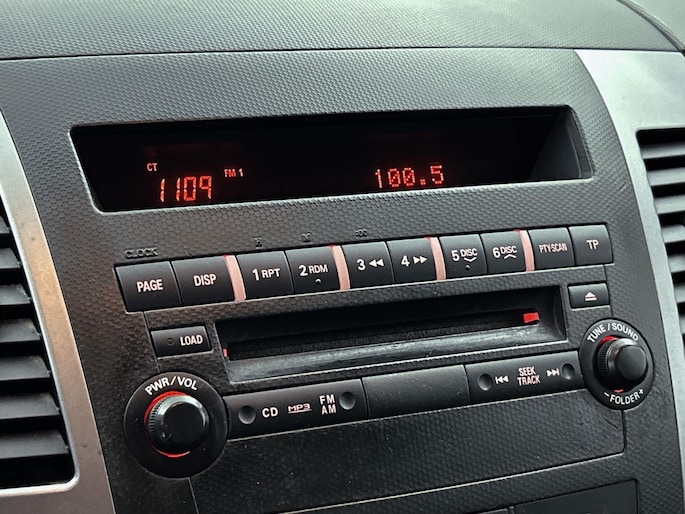 CT
1109 FM 1 100.5
CLOCK H M :00
PAGE DISP 1 RPT 2 RDM 3 4 5 DISC 6 DISC PTY/SCAN TP
LOAD
PWR/VOL
CD MP3 FM AM
SEEK TRACK
TUNE / SOUND
- FOLDER +